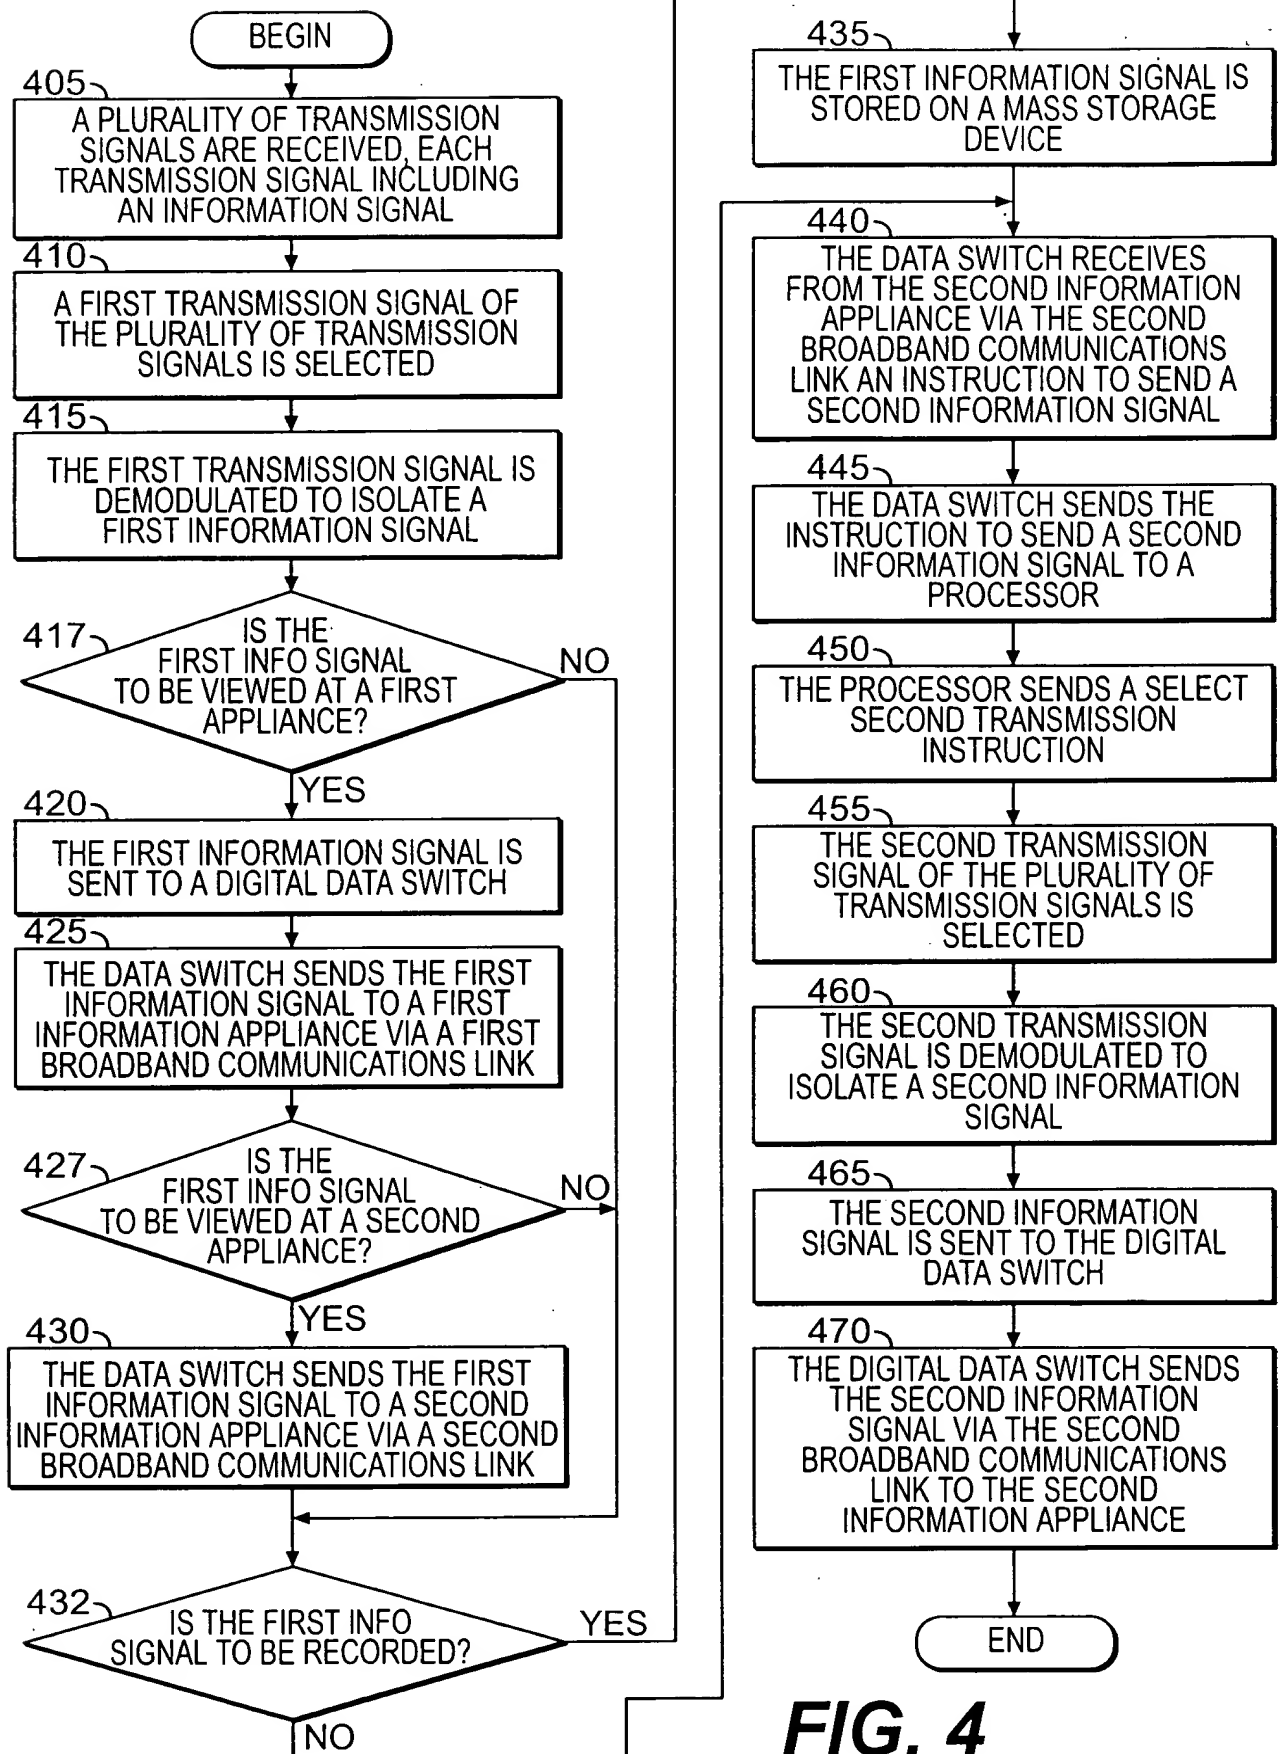 BEGIN
405
A PLURALITY OF TRANSMISSION
SIGNALS ARE RECEIVED, EACH
TRANSMISSION SIGNAL INCLUDING
AN INFORMATION SIGNAL
410
A FIRST TRANSMISSION SIGNAL OF
THE PLURALITY OF TRANSMISSION
SIGNALS IS SELECTED
415
THE FIRST TRANSMISSION SIGNAL IS
DEMODULATED TO ISOLATE A
FIRST INFORMATION SIGNAL
417
IS THE
FIRST INFO SIGNAL
TO BE VIEWED AT A FIRST
APPLIANCE?
NO
YES
420
THE FIRST INFORMATION SIGNAL IS
SENT TO A DIGITAL DATA SWITCH
425
THE DATA SWITCH SENDS THE FIRST
INFORMATION SIGNAL TO A FIRST
INFORMATION APPLIANCE VIA A FIRST
BROADBAND COMMUNICATIONS LINK
427
IS THE
FIRST INFO SIGNAL
TO BE VIEWED AT A SECOND
APPLIANCE?
NO
YES
430
THE DATA SWITCH SENDS THE FIRST
INFORMATION SIGNAL TO A SECOND
INFORMATION APPLIANCE VIA A SECOND
BROADBAND COMMUNICATIONS LINK
432
IS THE FIRST INFO
SIGNAL TO BE RECORDED?
YES
NO
435
THE FIRST INFORMATION SIGNAL IS
STORED ON A MASS STORAGE
DEVICE
440
THE DATA SWITCH RECEIVES
FROM THE SECOND INFORMATION
APPLIANCE VIA THE SECOND
BROADBAND COMMUNICATIONS
LINK AN INSTRUCTION TO SEND A
SECOND INFORMATION SIGNAL
445
THE DATA SWITCH SENDS THE
INSTRUCTION TO SEND A SECOND
INFORMATION SIGNAL TO A
PROCESSOR
450
THE PROCESSOR SENDS A SELECT
SECOND TRANSMISSION
INSTRUCTION
455
THE SECOND TRANSMISSION
SIGNAL OF THE PLURALITY OF
TRANSMISSION SIGNALS IS
SELECTED
460
THE SECOND TRANSMISSION
SIGNAL IS DEMODULATED TO
ISOLATE A SECOND INFORMATION
SIGNAL
465
THE SECOND INFORMATION
SIGNAL IS SENT TO THE DIGITAL
DATA SWITCH
470
THE DIGITAL DATA SWITCH SENDS
THE SECOND INFORMATION
SIGNAL VIA THE SECOND
BROADBAND COMMUNICATIONS
LINK TO THE SECOND
INFORMATION APPLIANCE
END
FIG. 4